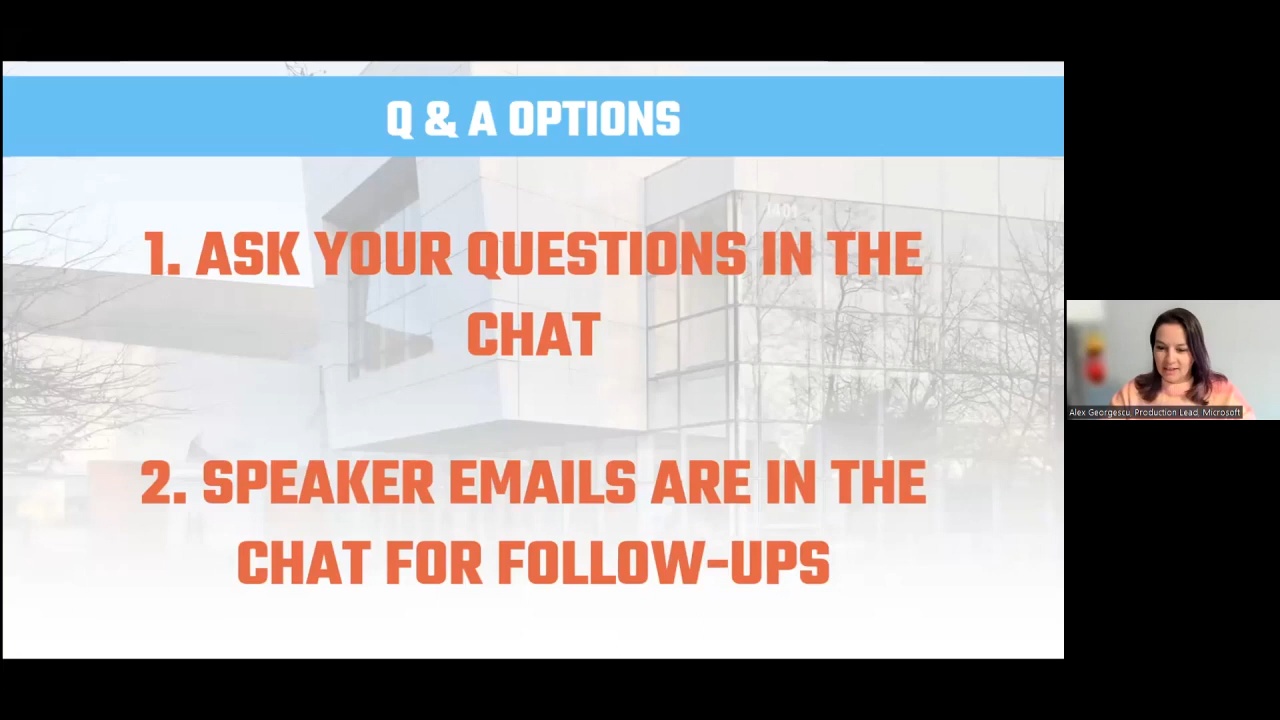 Q & A OPTIONS
1. ASK YOUR QUESTIONS IN THE
CHAT
2. SPEAKER EMAILS ARE IN THE
CHAT FOR FOLLOW-UPS
1401
Alex Georgescu, Production Lead, Microsoft